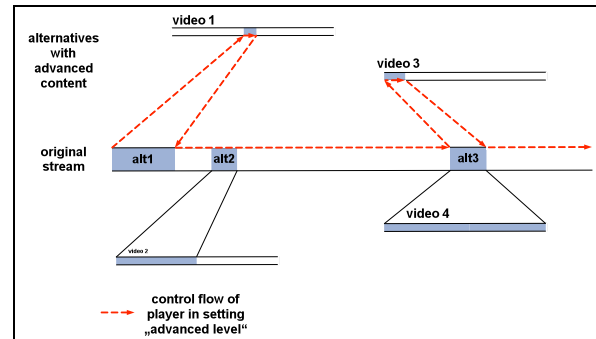 video 1
alternatives
with
advanced
content
video 3
original
stream
alt1
alt2
alt3
video 4
video 2
control flow of
player in setting
„advanced level“